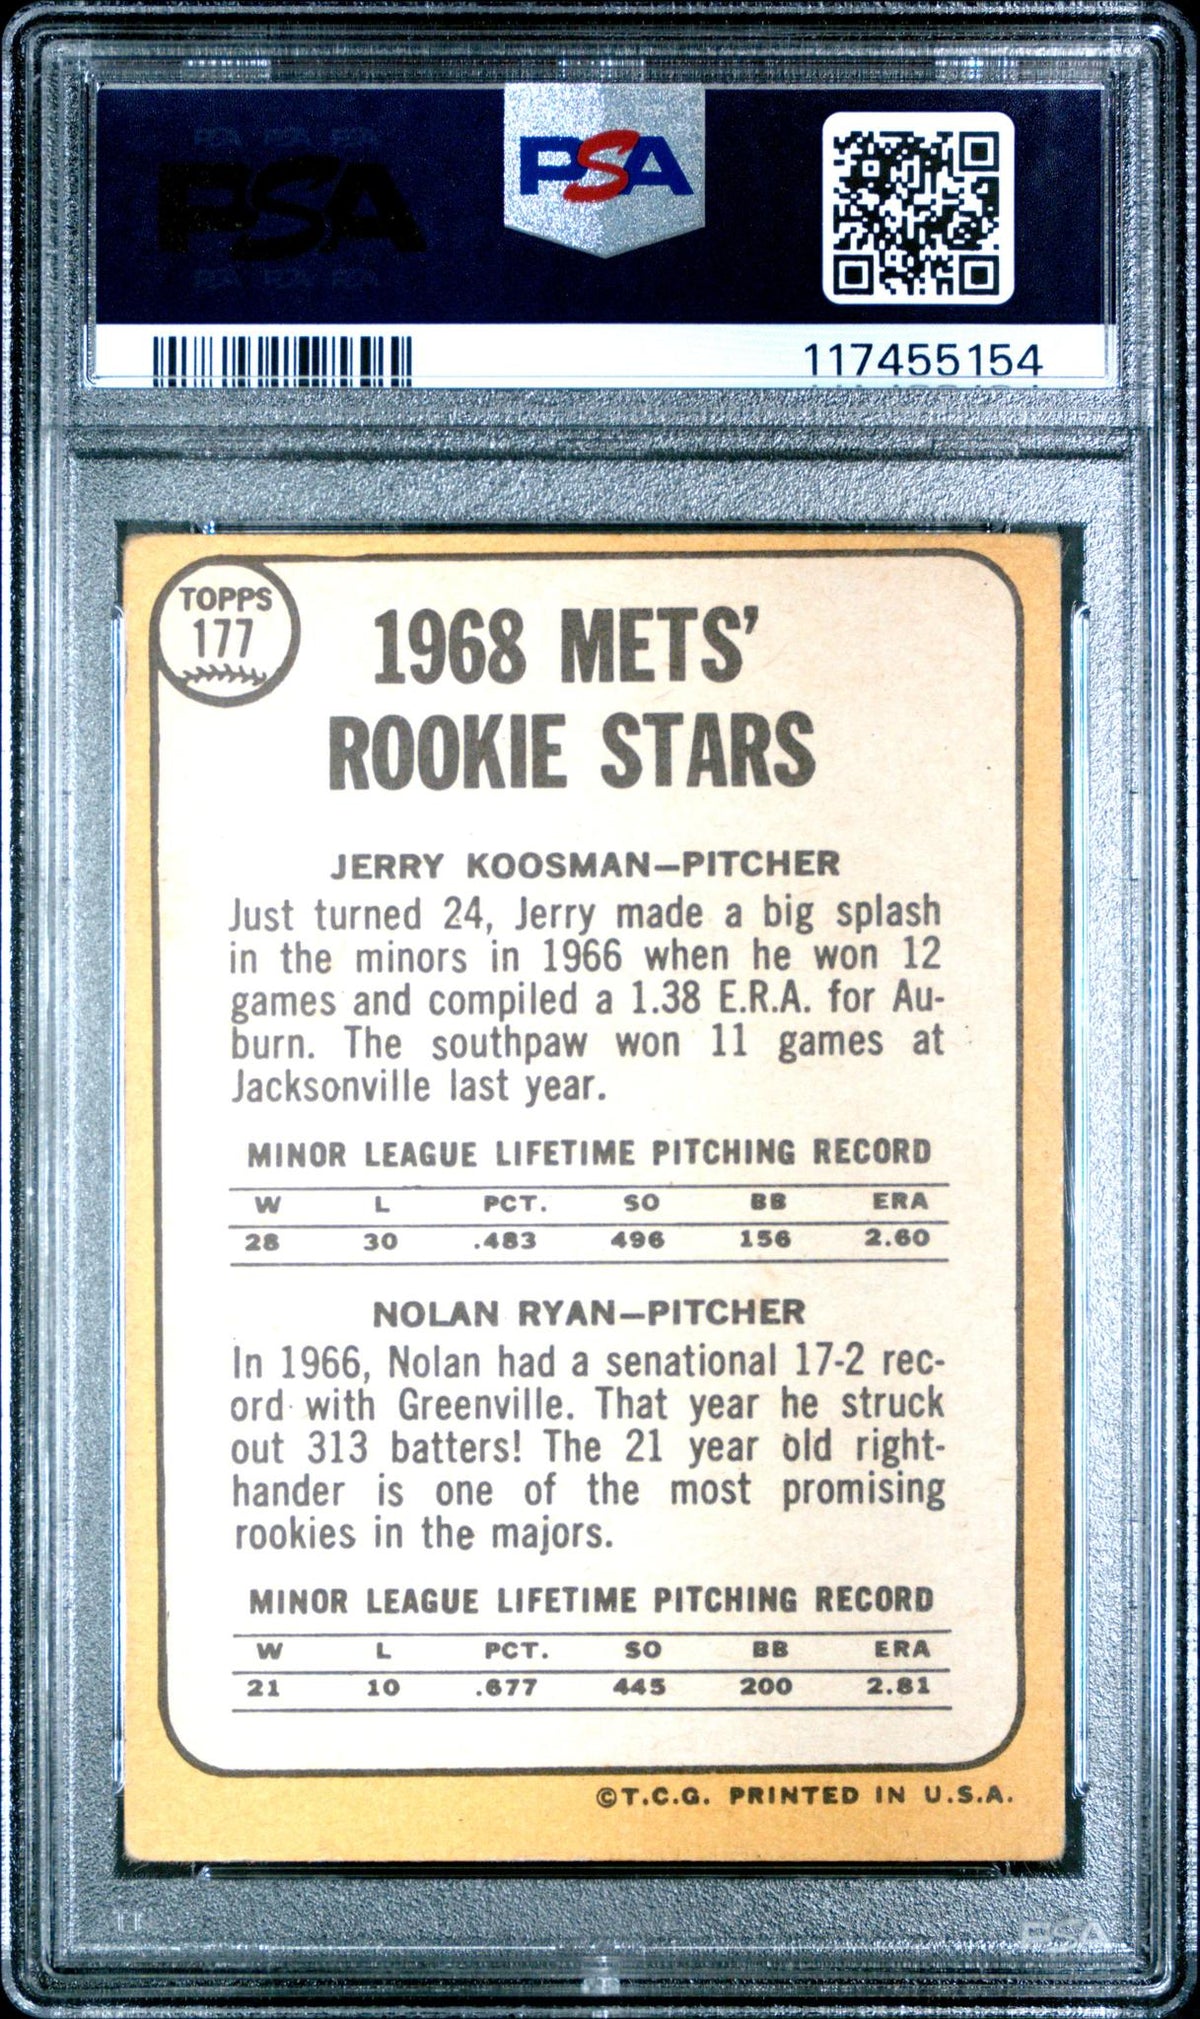 PSA
PSA
117455154
TOPPS
177
1968 METS'
ROOKIE STARS
JERRY KOOSMAN—PITCHER
Just turned 24, Jerry made a big splash
in the minors in 1966 when he won 12
games and compiled a 1.38 E.R.A. for Au-
burn. The southpaw won 11 games at
Jacksonville last year.
MINOR LEAGUE LIFETIME PITCHING RECORD
W L PCT. SO BB ERA
28 30 .483 496 156 2.60
NOLAN RYAN—PITCHER
In 1966, Nolan had a senational 17-2 rec-
ord with Greenville. That year he struck
out 313 batters! The 21 year old right-
hander is one of the most promising
rookies in the majors.
MINOR LEAGUE LIFETIME PITCHING RECORD
W L PCT. SO BB ERA
21 10 .677 445 200 2.81
©T.C.G. PRINTED IN U.S.A.
PSA